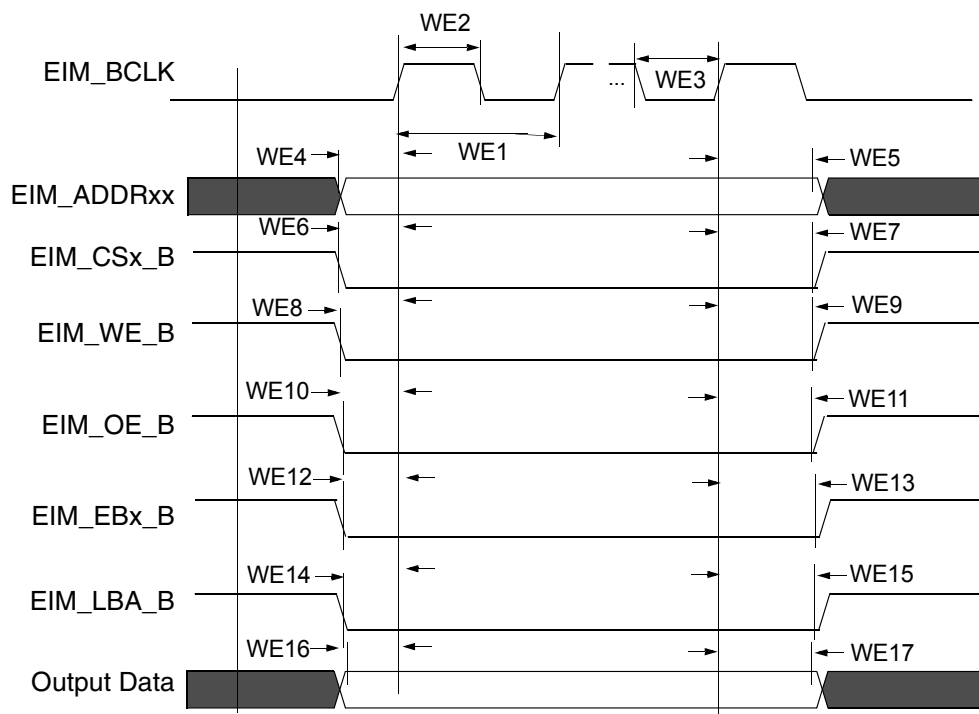 WE2
EIM_BCLK
...
WE3
WE1
WE4
WE5
EIM_ADDRxx
WE6
WE7
EIM_CSx_B
WE8
WE9
EIM_WE_B
WE10
WE11
EIM_OE_B
WE12
WE13
EIM_EBx_B
WE14
WE15
EIM_LBA_B
WE16
WE17
Output Data